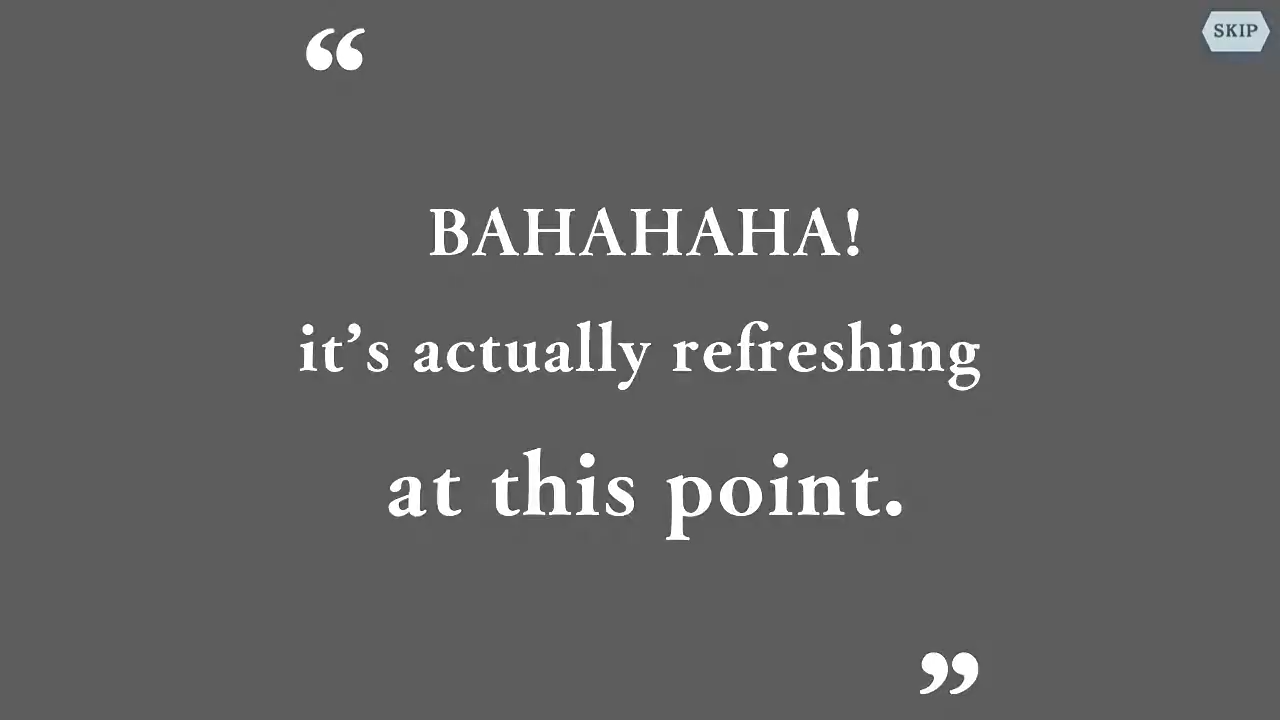 SKIP
“
BAHAHAHA!
it’s actually refreshing
at this point.
”